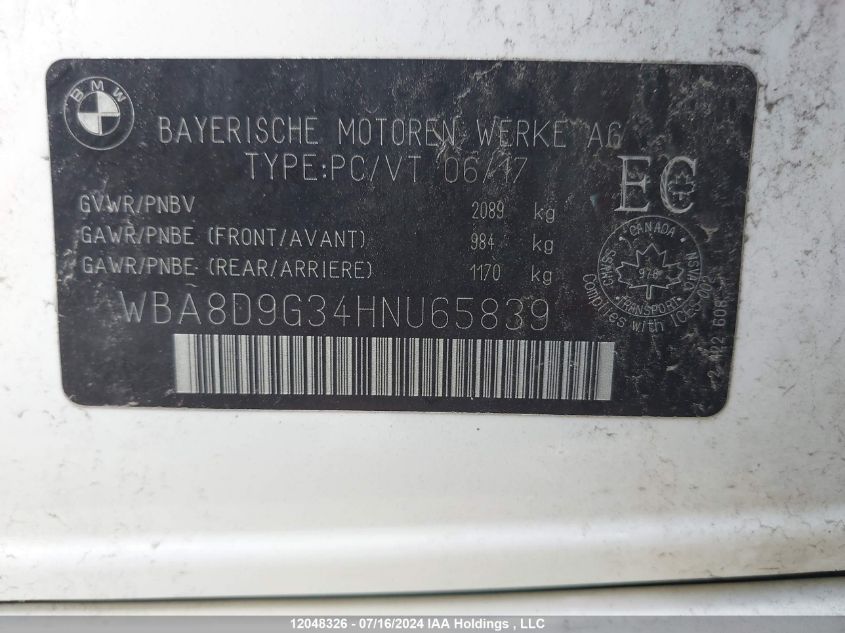 BMW
BAYERISCHE MOTOREN WERKE AG
TYPE:PC/VT 06/17
EC
GVWR/PNBV 2089 kg
GAWR/PNBE (FRONT/AVANT) 984 kg
GAWR/PNBE (REAR/ARRIERE) 1170 kg
WBA8D9G34HNU65839
CANADA
TRANSPORT
CMVSS
NSVAC
Complies with ICES-002
12048326 - 07/16/2024 IAA Holdings , LLC